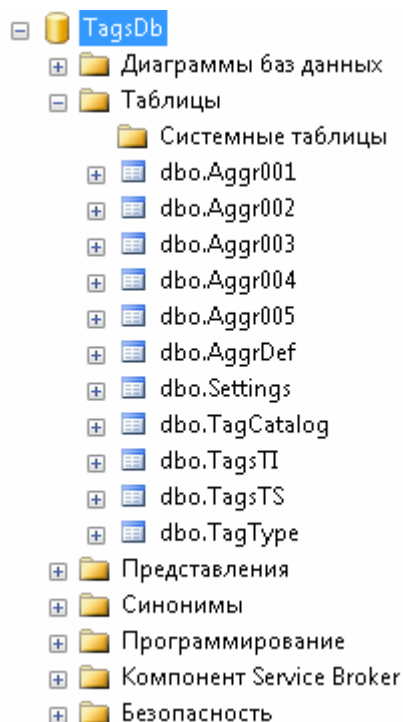 TagsDb
Диаграммы баз данных
Таблицы
Системные таблицы
dbo.Aggr001
dbo.Aggr002
dbo.Aggr003
dbo.Aggr004
dbo.Aggr005
dbo.AggrDef
dbo.Settings
dbo.TagCatalog
dbo.TagsTI
dbo.TagsTS
dbo.TagType
Представления
Синонимы
Программирование
Компонент Service Broker
Безопасность